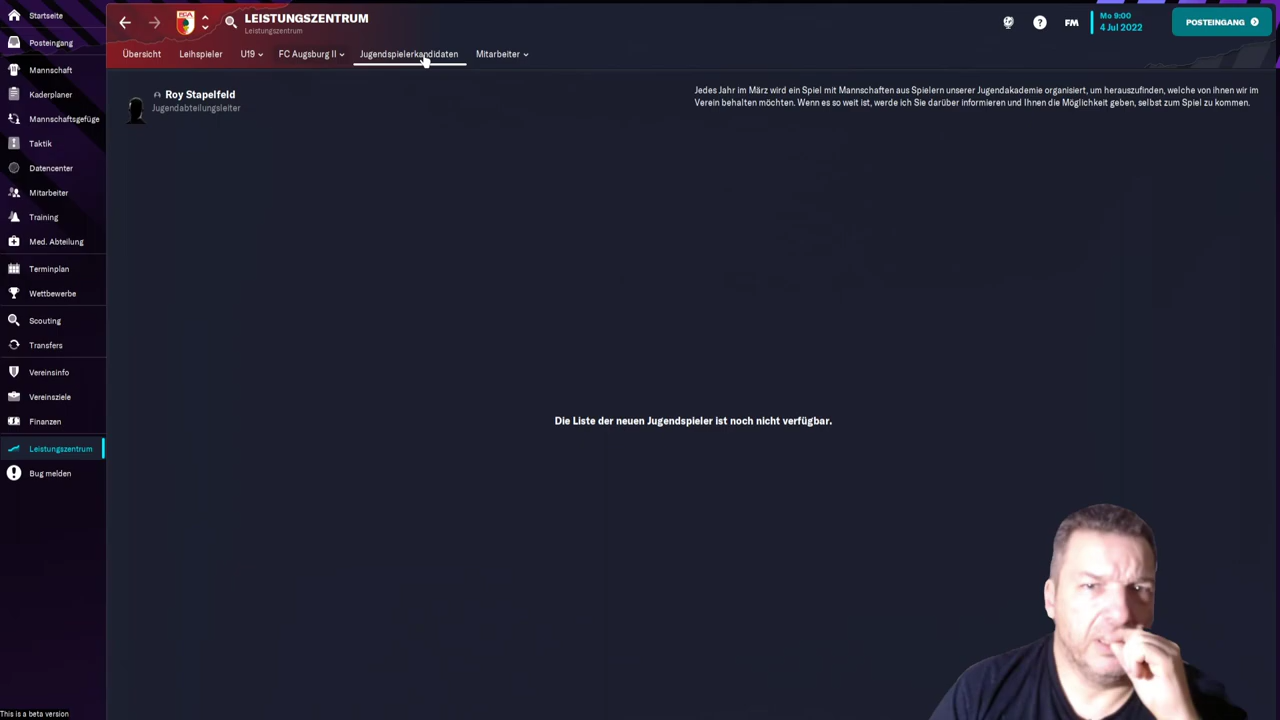 Startseite
Posteingang
Mannschaft
Kaderplaner
Mannschaftsgefüge
Taktik
Datencenter
Mitarbeiter
Training
Med. Abteilung
Terminplan
Wettbewerbe
Scouting
Transfers
Vereinsinfo
Vereinsziele
Finanzen
Leistungszentrum
Bug melden
This is a beta version
LEISTUNGSZENTRUM
Leistungszentrum
FM
Mo 9:00
4 Jul 2022
POSTEINGANG
Übersicht
Leihspieler
U19
FC Augsburg II
Jugendspielerkandidaten
Mitarbeiter
Roy Stapelfeld
Jugendabteilungsleiter
Jedes Jahr im März wird ein Spiel mit Mannschaften aus Spielern unserer Jugendakademie organisiert, um herauszufinden, welche von ihnen wir im
Verein behalten möchten. Wenn es so weit ist, werde ich Sie darüber informieren und Ihnen die Möglichkeit geben, selbst zum Spiel zu kommen.
Die Liste der neuen Jugendspieler ist noch nicht verfügbar.